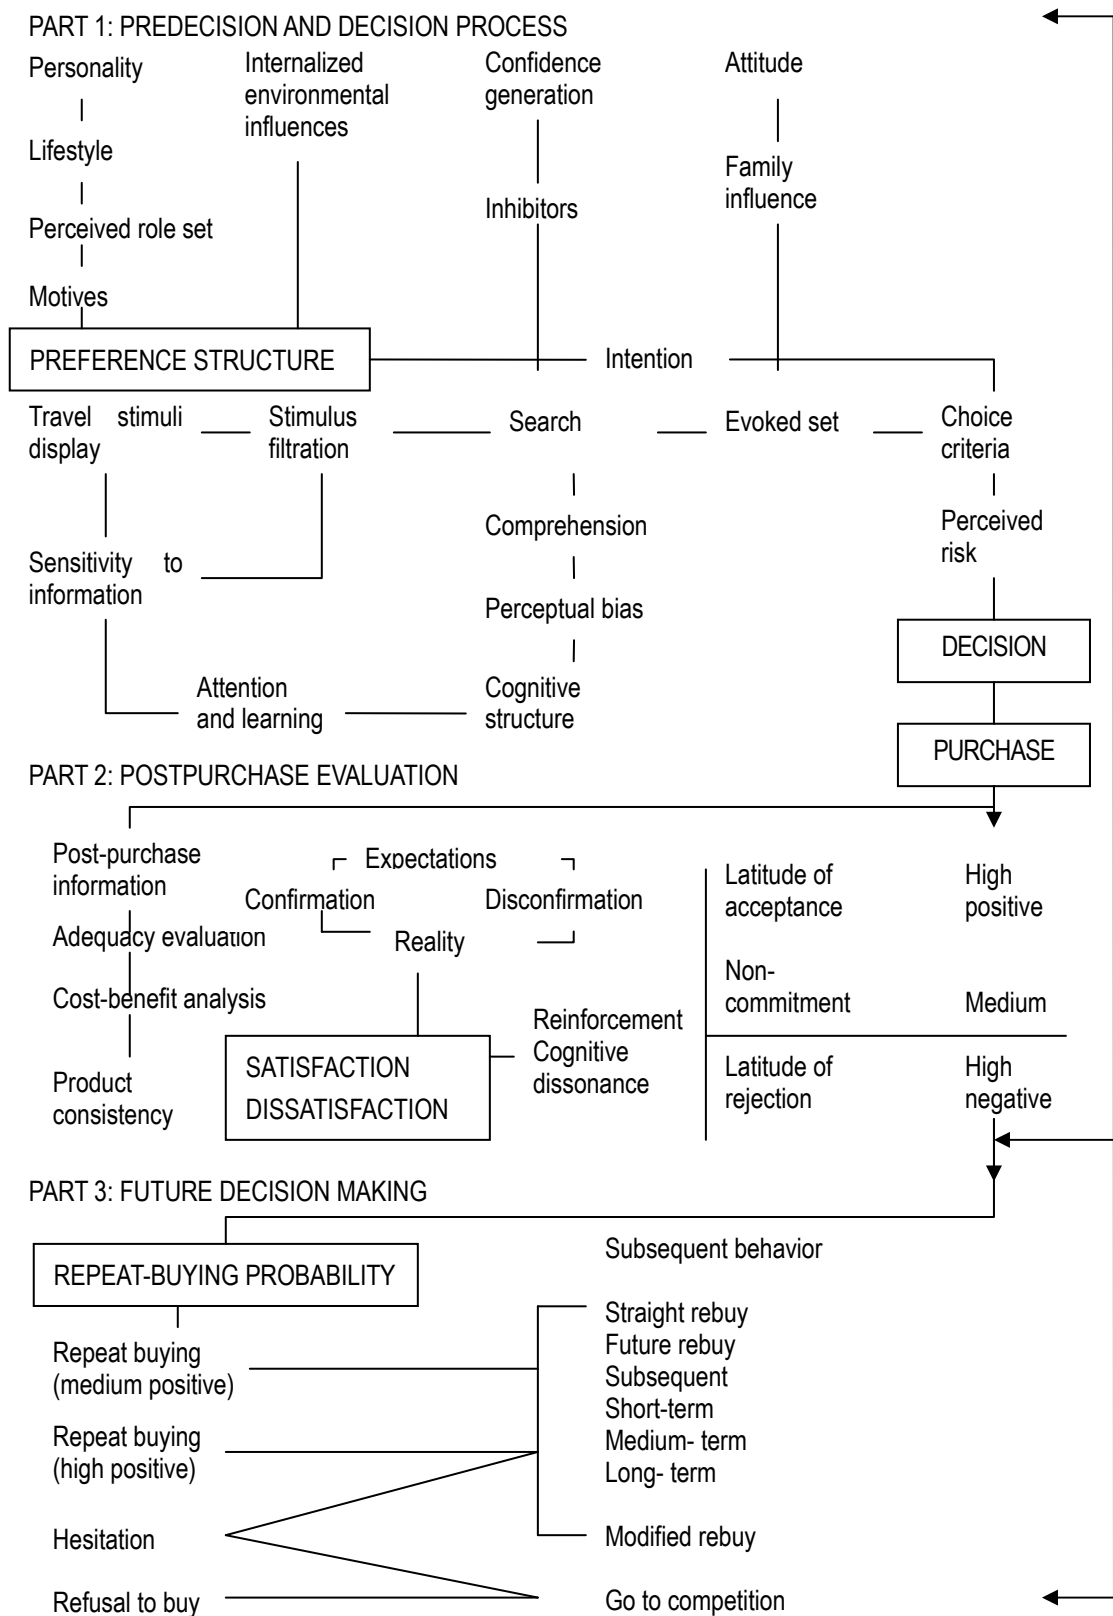 PART 1: PREDECISION AND DECISION PROCESS
Personality
Internalized
environmental
influences
Confidence
generation
Attitude
Lifestyle
Family
influence
Perceived role set
Inhibitors
Motives
PREFERENCE STRUCTURE
Intention
Travel stimuli
display
Stimulus
filtration
Search
Evoked set
Choice
criteria
Comprehension
Perceived
risk
Sensitivity to
information
Perceptual bias
DECISION
Attention
and learning
Cognitive
structure
PURCHASE
PART 2: POSTPURCHASE EVALUATION
Post-purchase
information
Expectations
Confirmation
Disconfirmation
Latitude of
acceptance
High
positive
Adequacy evaluation
Reality
Non-
commitment
Medium
Cost-benefit analysis
Reinforcement
Cognitive
dissonance
SATISFACTION
DISSATISFACTION
Product
consistency
Latitude of
rejection
High
negative
PART 3: FUTURE DECISION MAKING
Subsequent behavior
REPEAT-BUYING PROBABILITY
Straight rebuy
Future rebuy
Subsequent
Short-term
Medium- term
Long- term
Repeat buying
(medium positive)
Repeat buying
(high positive)
Hesitation
Modified rebuy
Refusal to buy
Go to competition